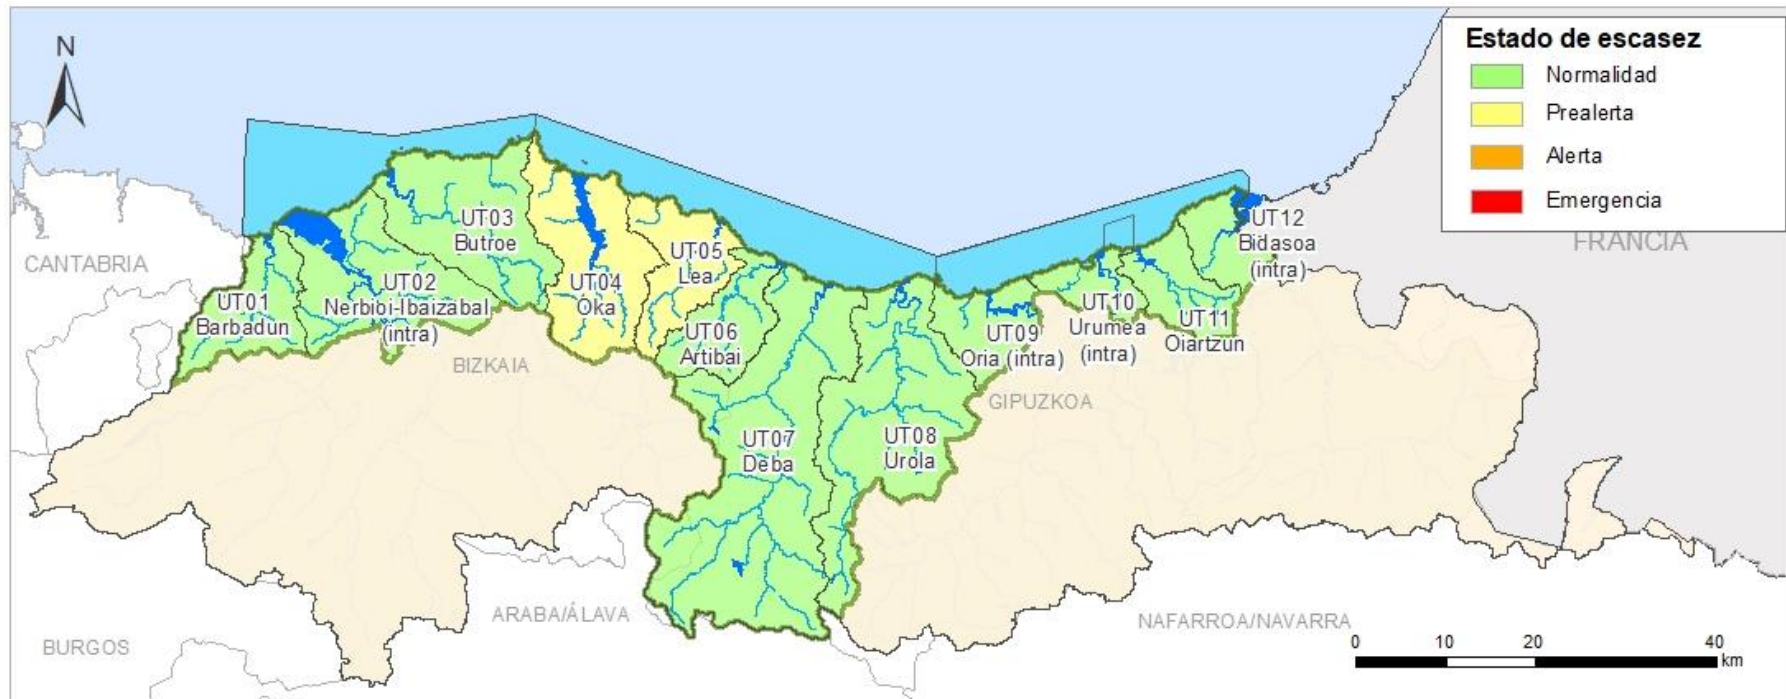 N
Estado de escasez
Normalidad
Prealerta
Alerta
Emergencia
CANTABRIA
FRANCIA
UT01
Barbadun
UT02
Nerbioi-Ibaizabal
(intra)
UT03
Butroe
UT04
Oka
UT05
Lea
UT06
Artibai
UT07
Deba
UT08
Urola
UT09
Oria (intra)
UT10
Urumea
(intra)
UT11
Oiartzun
UT12
Bidasoa
(intra)
BIZKAIA
GIPUZKOA
ARABA/ÁLAVA
NAFARROA/NAVARRA
BURGOS
0 10 20 40
km